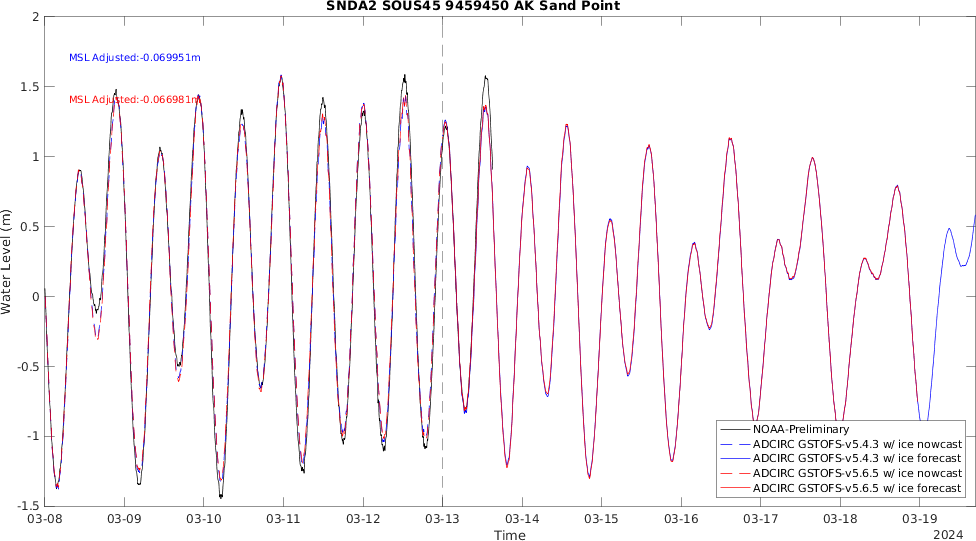 SNDA2 SOUS45 9459450 AK Sand Point
2
MSL Adjusted:-0.069951m
1.5
MSL Adjusted:-0.066981m
1
0.5
0
-0.5
-1
-1.5
Water Level (m)
NOAA-Preliminary
ADCIRC GSTOFS-v5.4.3 w/ ice nowcast
ADCIRC GSTOFS-v5.4.3 w/ ice forecast
ADCIRC GSTOFS-v5.6.5 w/ ice nowcast
ADCIRC GSTOFS-v5.6.5 w/ ice forecast
03-08 03-09 03-10 03-11 03-12 03-13 03-14 03-15 03-16 03-17 03-18 03-19
Time
2024